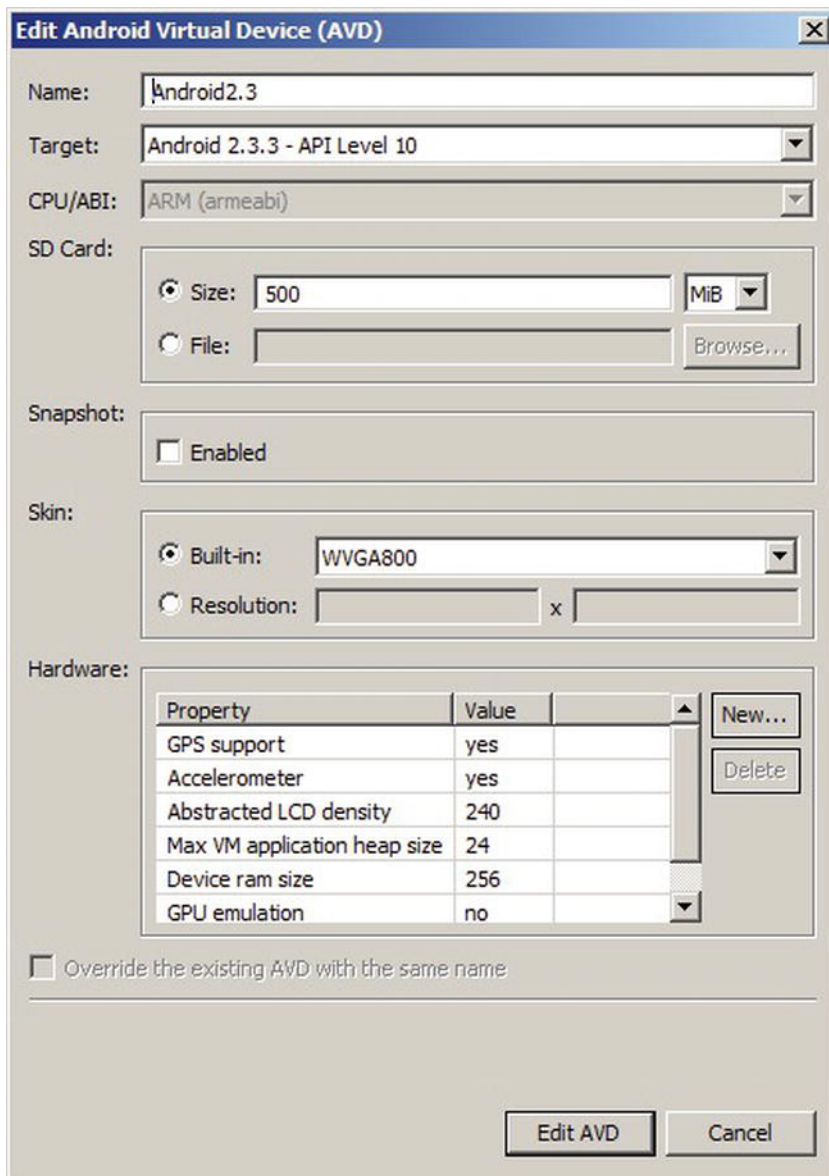 Edit Android Virtual Device (AVD)
Name: Android2.3
Target: Android 2.3.3 - API Level 10
CPU/ABI: ARM (armeabi)
SD Card:
Size: 500 MiB
File: Browse...
Snapshot:
Enabled
Skin:
Built-in: WVGA800
Resolution: x
Hardware:
Property Value New...
GPS support yes
Accelerometer yes Delete
Abstracted LCD density 240
Max VM application heap size 24
Device ram size 256
GPU emulation no
Override the existing AVD with the same name
Edit AVD Cancel